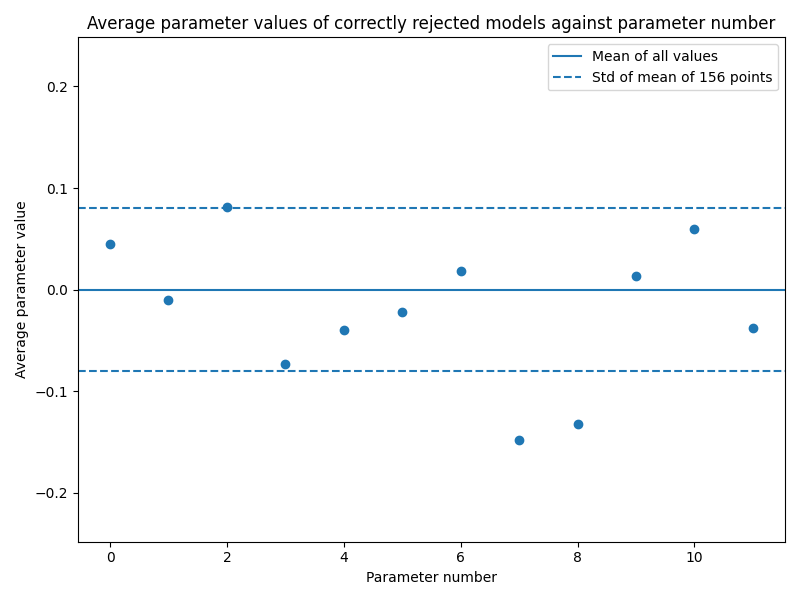 Average parameter values of correctly rejected models against parameter number
Mean of all values
Std of mean of 156 points
Average parameter value
0.2
0.1
0.0
−0.1
−0.2
0 2 4 6 8 10
Parameter number